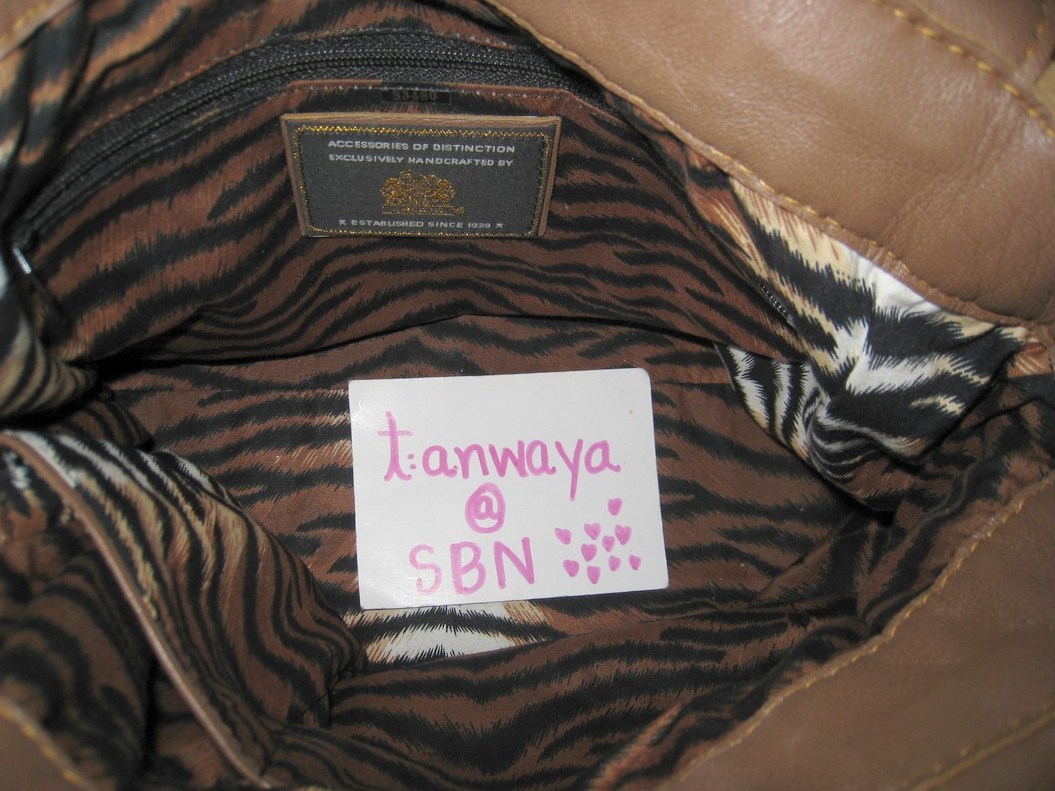 ACCESSORIES OF DISTINCTION
EXCLUSIVELY HANDCRAFTED BY
★ ESTABLISHED SINCE 1939 ★
t:anwaya
@
SBN